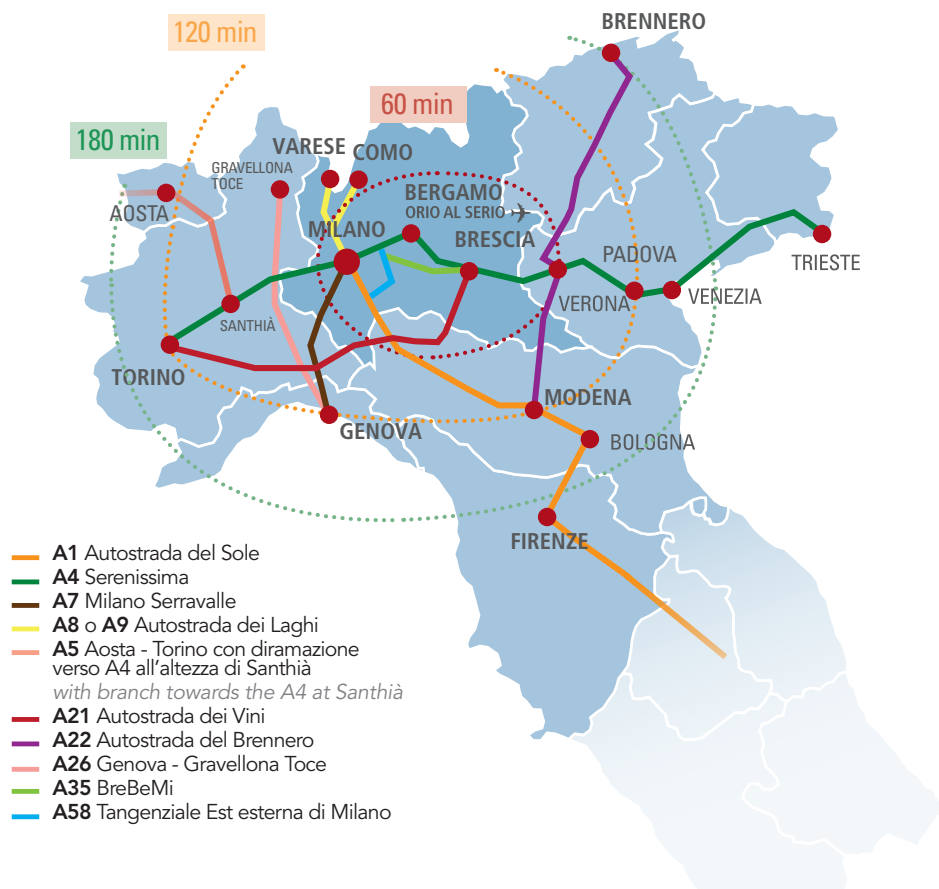 120 min
BRENNERO
60 min
180 min
VARESE
COMO
GRAVELLONA
TOCE
BERGAMO
ORIO AL SERIO
AOSTA
MILANO
BRESCIA
PADOVA
TRIESTE
VERONA
VENEZIA
SANTHIÀ
TORINO
MODENA
GENOVA
BOLOGNA
FIRENZE
A1 Autostrada del Sole
A4 Serenissima
A7 Milano Serravalle
A8 o A9 Autostrada dei Laghi
A5 Aosta - Torino con diramazione
verso A4 all'altezza di Santhià
with branch towards the A4 at Santhià
A21 Autostrada dei Vini
A22 Autostrada del Brennero
A26 Genova - Gravellona Toce
A35 BreBeMi
A58 Tangenziale Est esterna di Milano